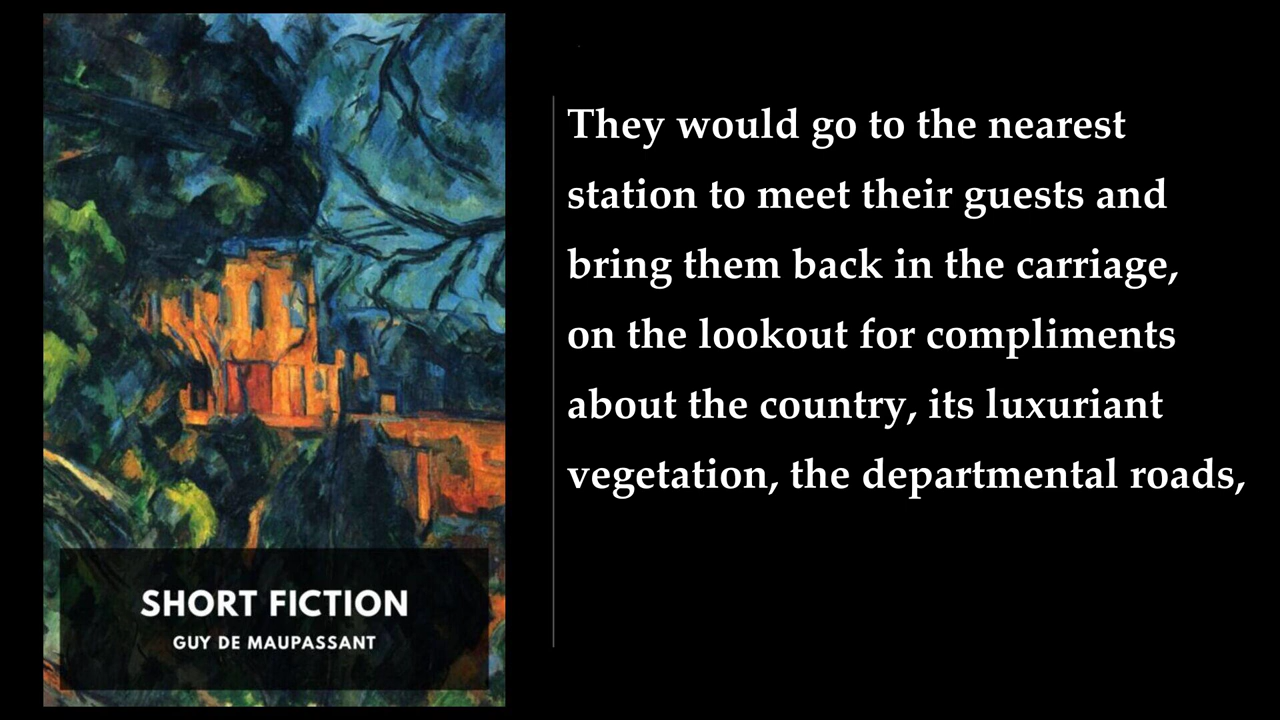 They would go to the nearest
station to meet their guests and
bring them back in the carriage,
on the lookout for compliments
about the country, its luxuriant
vegetation, the departmental roads,
SHORT FICTION
GUY DE MAUPASSANT